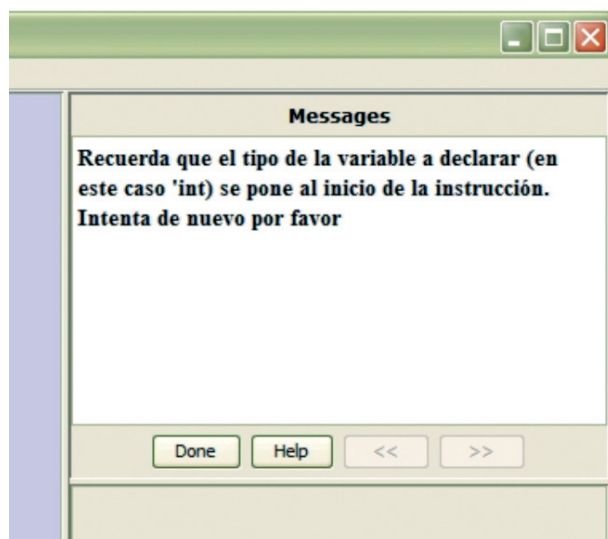 Messages
Recuerda que el tipo de la variable a declarar (en
este caso 'int) se pone al inicio de la instrucción.
Intenta de nuevo por favor
Done Help << >>